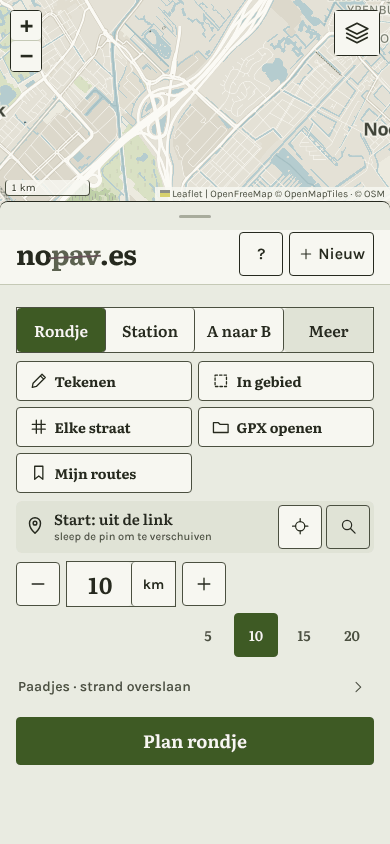 +
−
1 km
Leaflet | OpenFreeMap © OpenMapTiles · © OSM
nopav.es
?
+ Nieuw
Rondje
Station
A naar B
Meer
Tekenen
In gebied
Elke straat
GPX openen
Mijn routes
Start: uit de link
sleep de pin om te verschuiven
−
10
km
+
5
10
15
20
Paadjes · strand overslaan
Plan rondje